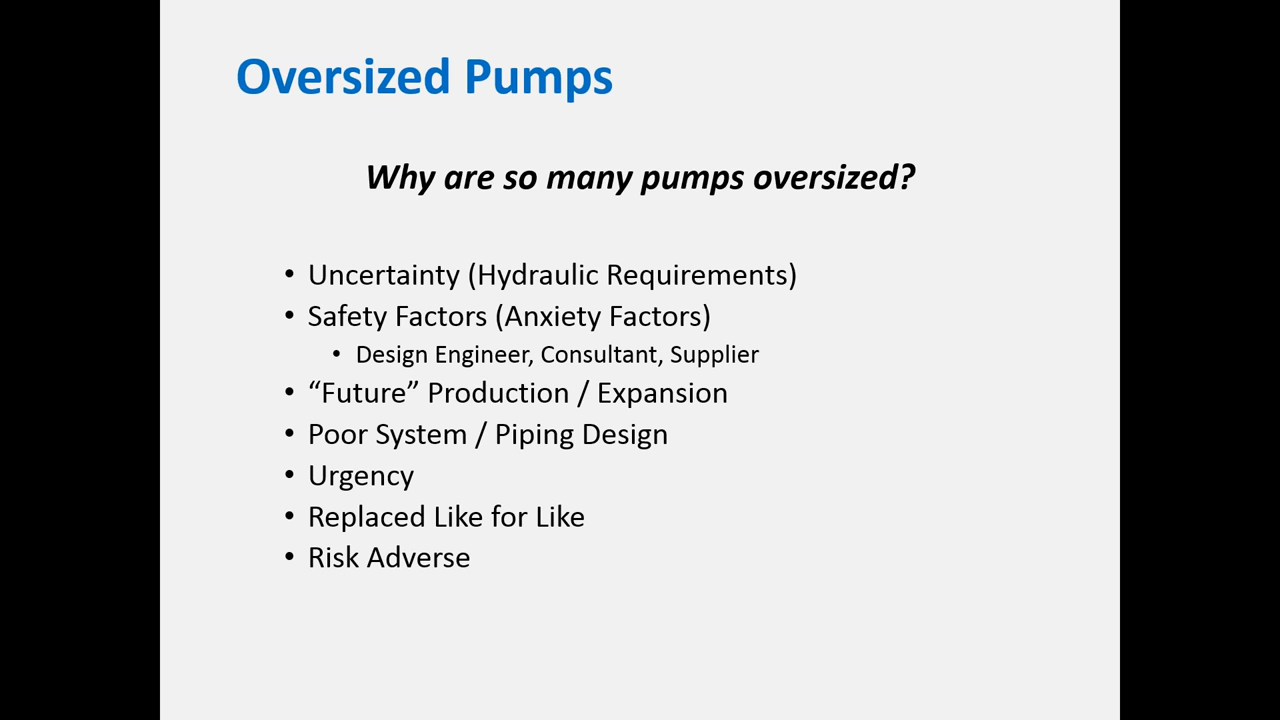 Oversized Pumps
Why are so many pumps oversized?
• Uncertainty (Hydraulic Requirements)
• Safety Factors (Anxiety Factors)
• Design Engineer, Consultant, Supplier
• “Future” Production / Expansion
• Poor System / Piping Design
• Urgency
• Replaced Like for Like
• Risk Adverse